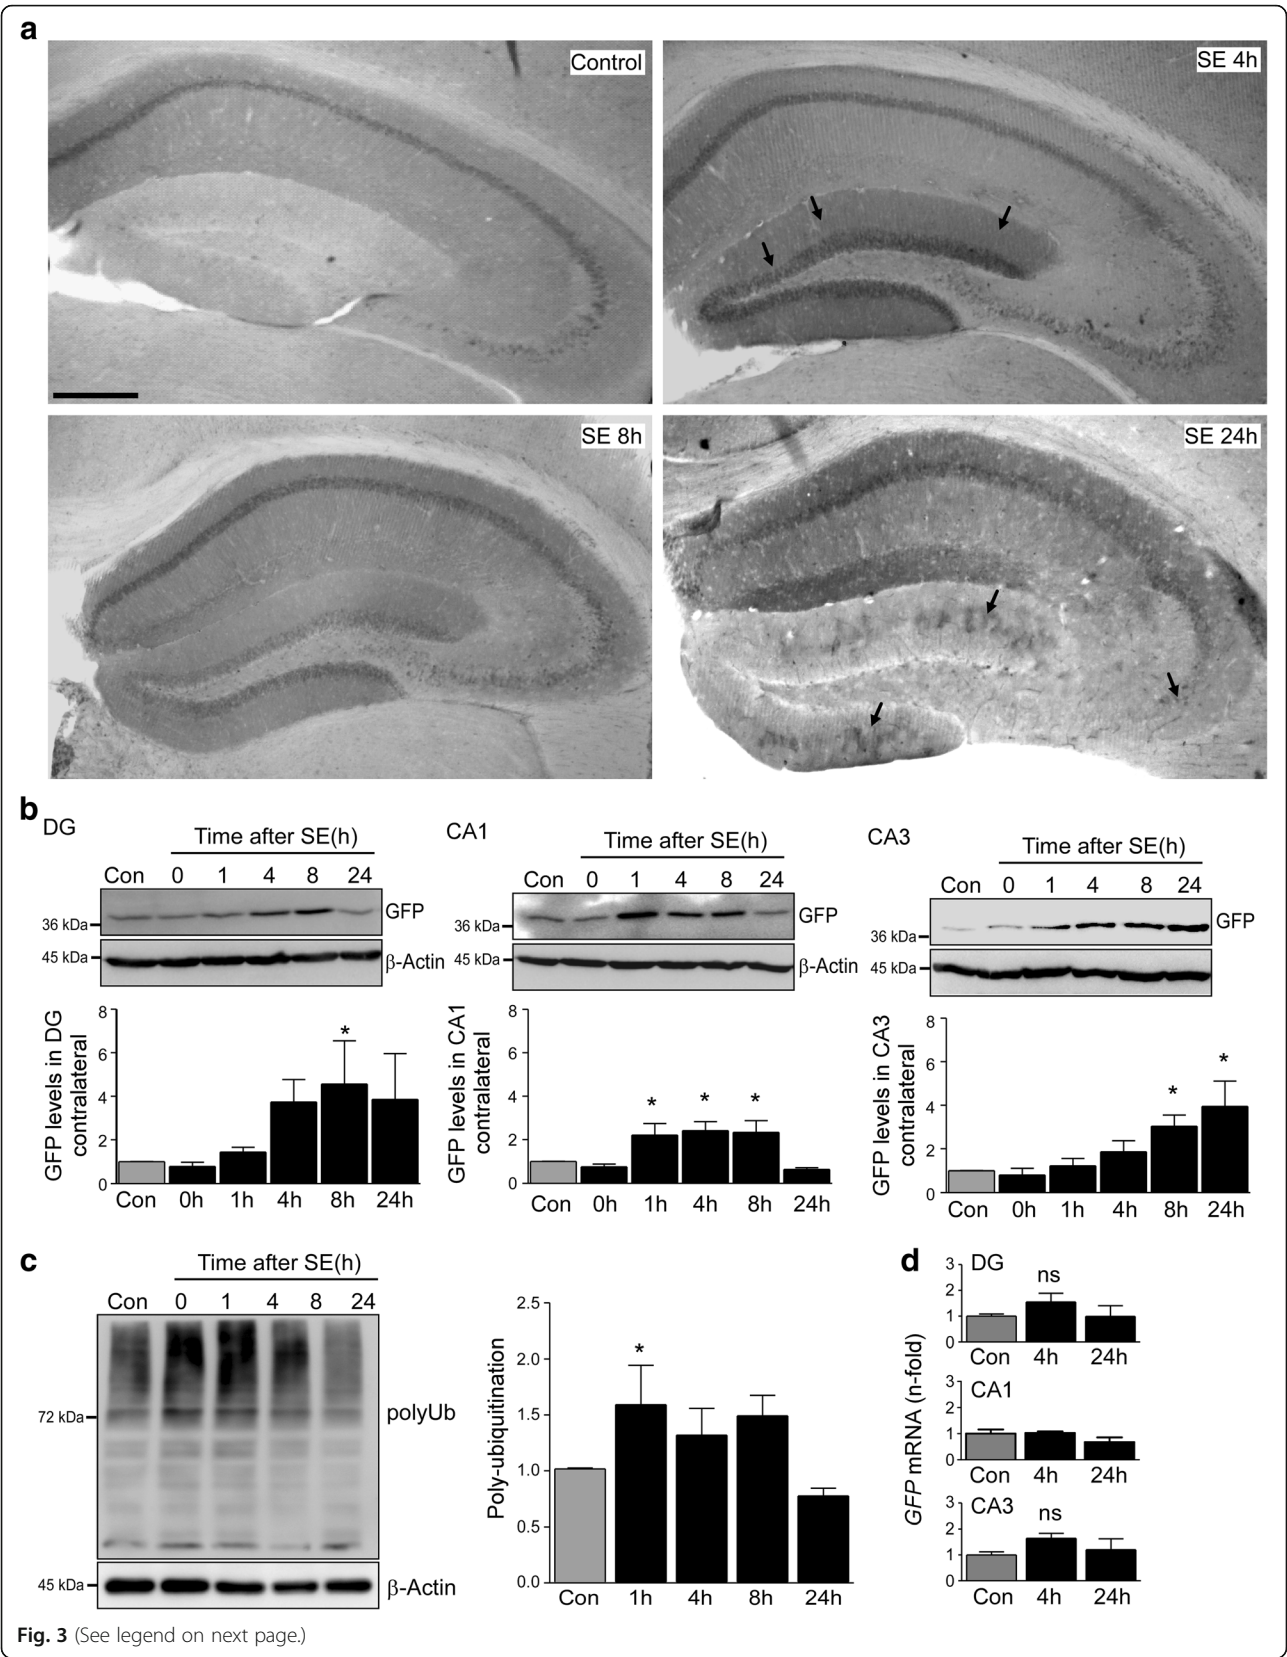 a
Control
SE 4h
SE 8h
SE 24h
b
DG
Time after SE(h)
Con 0 1 4 8 24
GFP
36 kDa
45 kDa
β-Actin
GFP levels in DG
contralateral
8
6
4
2
0
*
Con 0h 1h 4h 8h 24h
CA1
Time after SE(h)
Con 0 1 4 8 24
GFP
36 kDa
45 kDa
β-Actin
GFP levels in CA1
contralateral
8
6
4
2
0
* * *
Con 0h 1h 4h 8h 24h
CA3
Time after SE(h)
Con 0 1 4 8 24
GFP
36 kDa
45 kDa
GFP levels in CA3
contralateral
8
6
4
2
0
* *
Con 0h 1h 4h 8h 24h
c
Time after SE(h)
Con 0 1 4 8 24
72 kDa
polyUb
45 kDa
β-Actin
Poly-ubiquitination
2.5
2.0
1.5
1.0
0.5
0.0
*
Con 1h 4h 8h 24h
d
GFP mRNA (n-fold)
DG
3
2
1
0
ns
Con 4h 24h
CA1
3
2
1
0
Con 4h 24h
CA3
3
2
1
0
ns
Con 4h 24h
Fig. 3 (See legend on next page.)